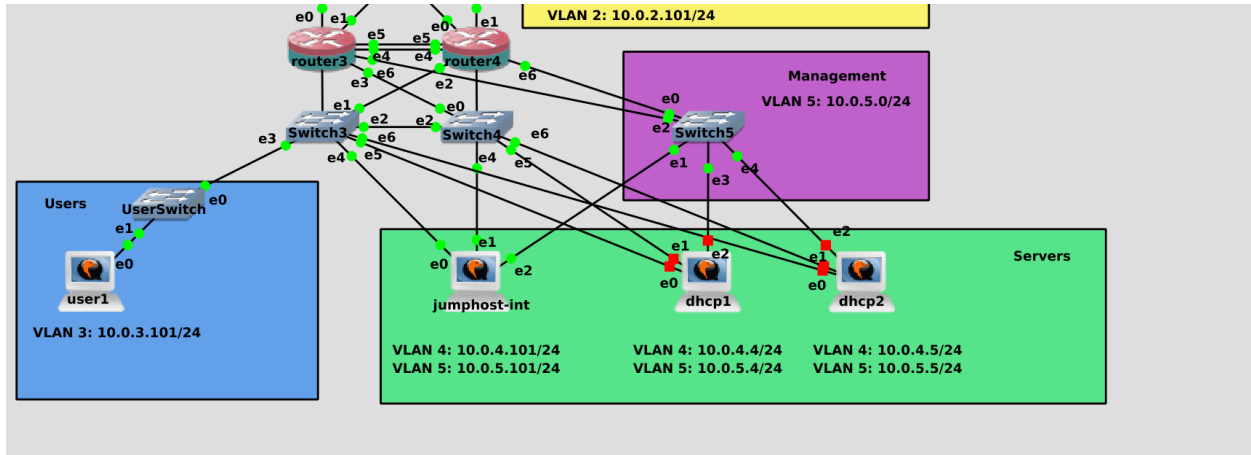 VLAN 2: 10.0.2.101/24
e0
e1
e0
e1
e5
e5
router3
e4
e4
router4
e3
e6
e2
e6
Management
VLAN 5: 10.0.5.0/24
e0
e2
Switch5
e1
e3
e4
e1
e2
e2
e0
Switch3
e6
e5
e4
e3
Switch4
e4
e6
e5
Users
UserSwitch
e0
e1
e0
user1
VLAN 3: 10.0.3.101/24
Servers
e0
e1
e2
jumphost-int
VLAN 4: 10.0.4.101/24
VLAN 5: 10.0.5.101/24
e1
e0
e2
dhcp1
VLAN 4: 10.0.4.4/24
VLAN 5: 10.0.5.4/24
e2
e1
e0
dhcp2
VLAN 4: 10.0.4.5/24
VLAN 5: 10.0.5.5/24